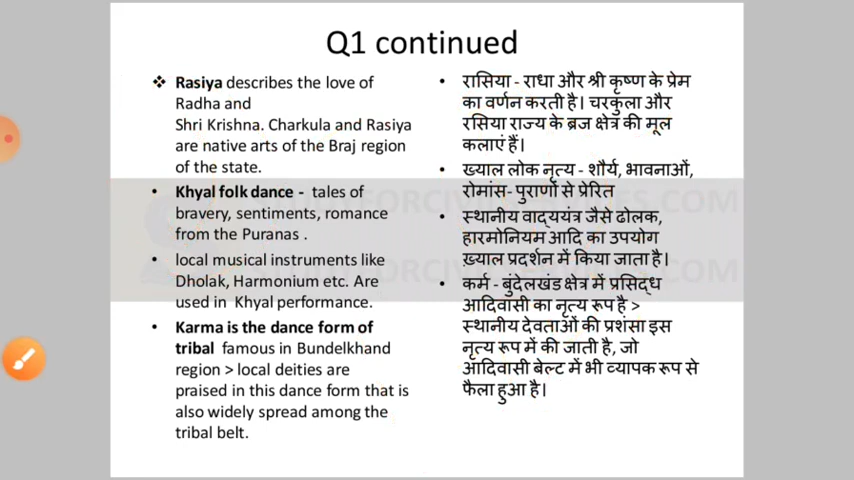 Q1 continued
❖ Rasiya describes the love of
Radha and
Shri Krishna. Charkula and Rasiya
are native arts of the Braj region
of the state.
• Khyal folk dance - tales of
bravery, sentiments, romance
from the Puranas .
• local musical instruments like
Dholak, Harmonium etc. Are
used in Khyal performance.
• Karma is the dance form of
tribal famous in Bundelkhand
region > local deities are
praised in this dance form that is
also widely spread among the
tribal belt.
• रासिया - राधा और श्री कृष्ण के प्रेम
का वर्णन करती है। चरकुला और
रसिया राज्य के ब्रज क्षेत्र की मूल
कलाएं हैं।
• ख्याल लोक नृत्य - शौर्य, भावनाओं,
रोमांस- पुराणों से प्रेरित
• स्थानीय वाद्ययंत्र जैसे ढोलक,
हारमोनियम आदि का उपयोग
ख़्याल प्रदर्शन में किया जाता है।
• कर्म - बुंदेलखंड क्षेत्र में प्रसिद्ध
आदिवासी का नृत्य रूप है >
स्थानीय देवताओं की प्रशंसा इस
नृत्य रूप में की जाती है, जो
आदिवासी बेल्ट में भी व्यापक रूप से
फैला हुआ है।
STUDYFORCIVILSERVICES.COM
STUDYFORCIVILSERVICES.COM